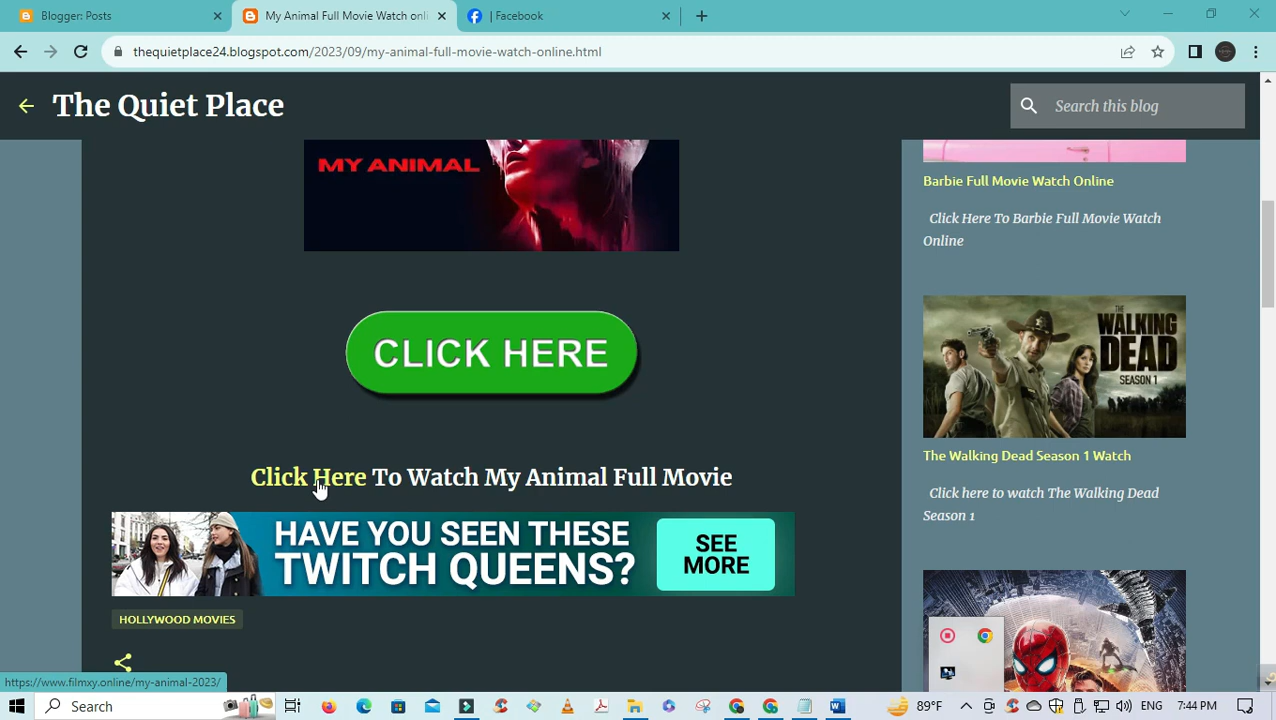 Blogger: Posts
My Animal Full Movie Watch onli
| Facebook
thequietplace24.blogspot.com/2023/09/my-animal-full-movie-watch-online.html
The Quiet Place
Search this blog
MY ANIMAL
CLICK HERE
Click Here To Watch My Animal Full Movie
HAVE YOU SEEN THESE
TWITCH QUEENS?
SEE
MORE
HOLLYWOOD MOVIES
Barbie Full Movie Watch Online
Click Here To Barbie Full Movie Watch
Online
THE
WALKING
DEAD
SEASON 1
The Walking Dead Season 1 Watch
Click here to watch The Walking Dead
Season 1
https://www.filmxy.online/my-animal-2023/
Search
89°F
ENG
7:44 PM